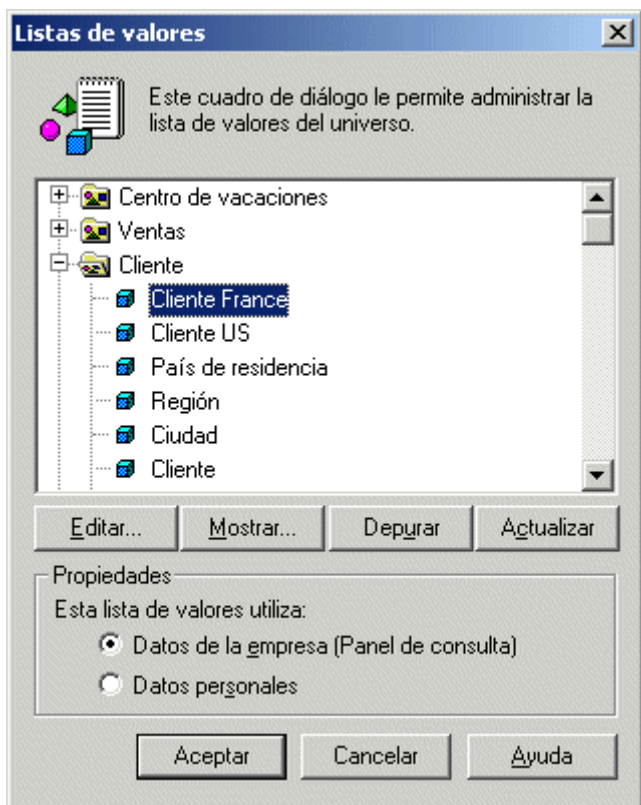 Listas de valores
Este cuadro de diálogo le permite administrar la
lista de valores del universo.
Centro de vacaciones
Ventas
Cliente
Cliente France
Cliente US
País de residencia
Región
Ciudad
Cliente
Editar... Mostrar... Depurar Actualizar
Propiedades
Esta lista de valores utiliza:
Datos de la empresa (Panel de consulta)
Datos personales
Aceptar Cancelar Ayuda